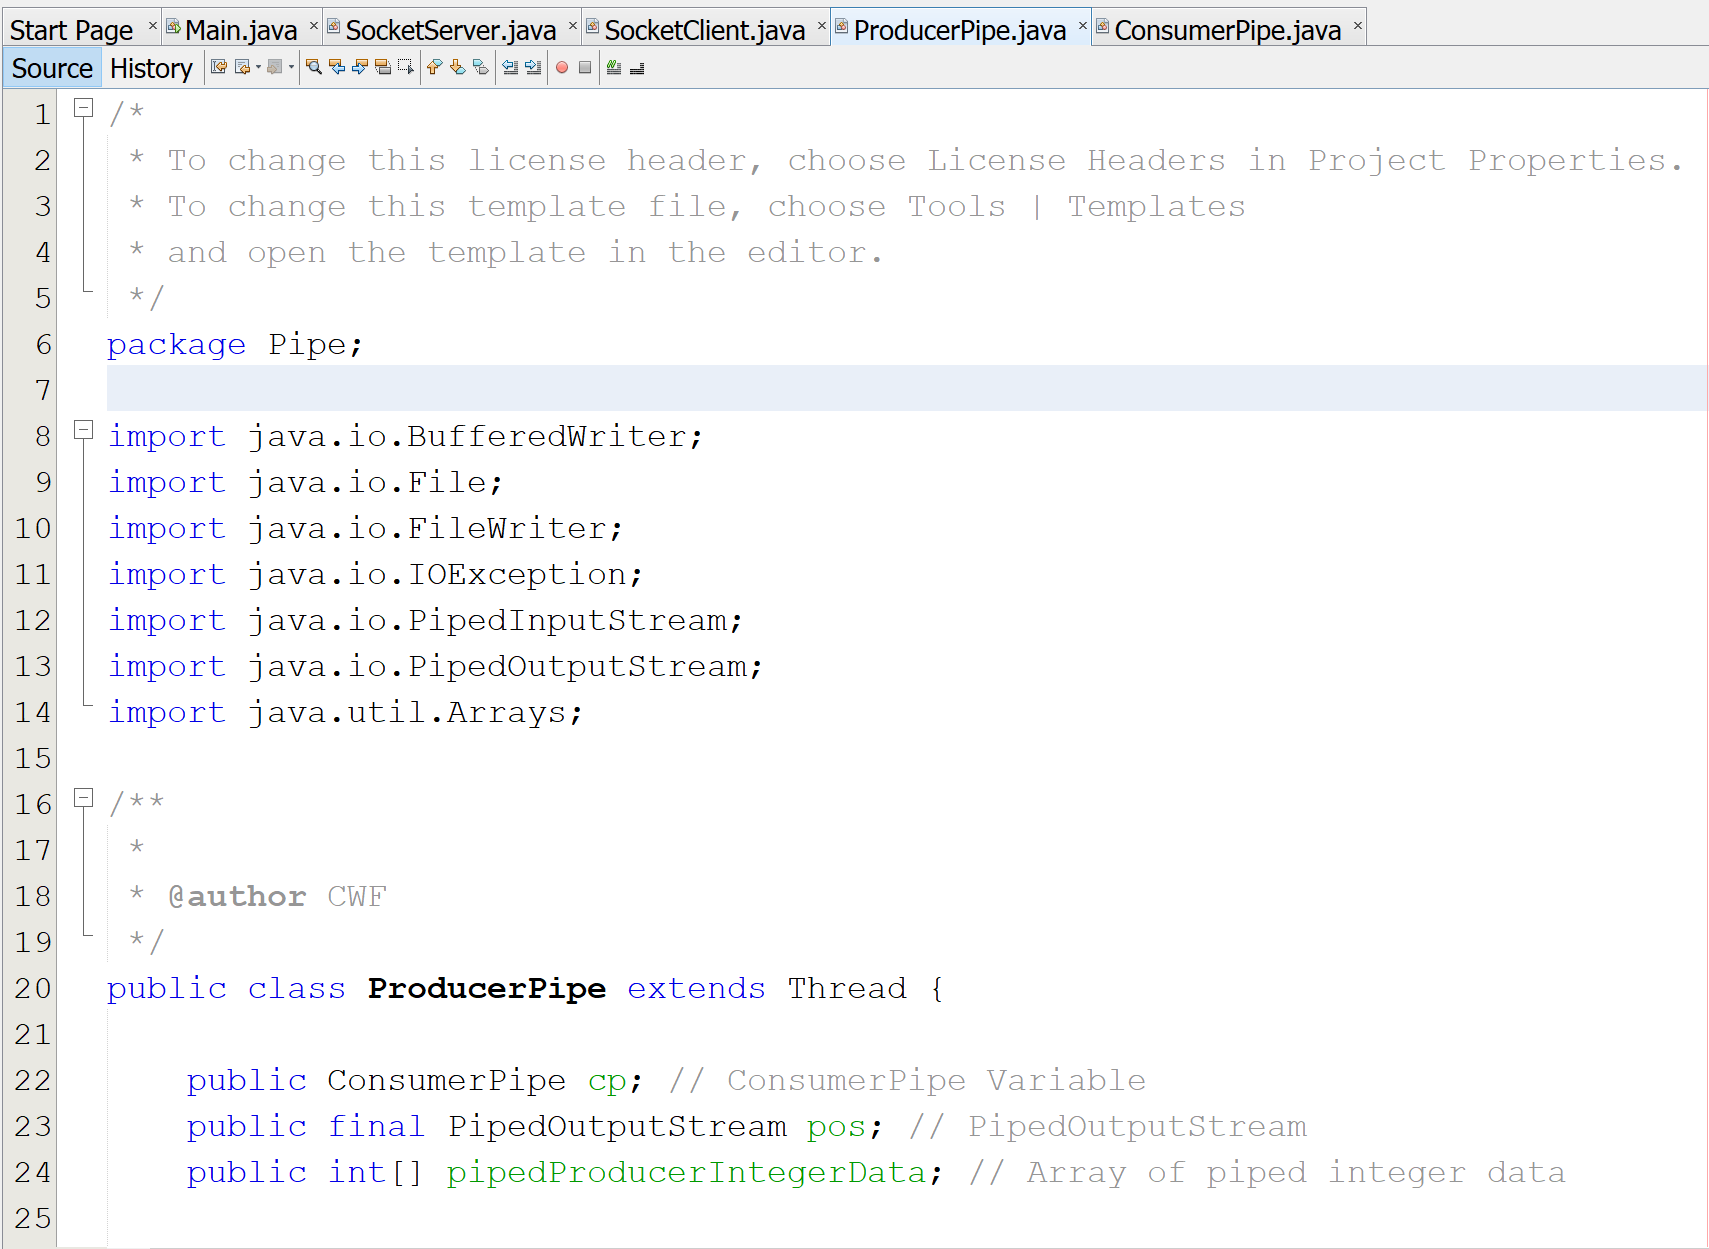 Start Page Main.java SocketServer.java SocketClient.java ProducerPipe.java ConsumerPipe.java
Source History
1 /*
2  * To change this license header, choose License Headers in Project Properties.
3  * To change this template file, choose Tools | Templates
4  * and open the template in the editor.
5  */
6 package Pipe;
7
8 import java.io.BufferedWriter;
9 import java.io.File;
10 import java.io.FileWriter;
11 import java.io.IOException;
12 import java.io.PipedInputStream;
13 import java.io.PipedOutputStream;
14 import java.util.Arrays;
15
16 /**
17  *
18  * @author CWF
19  */
20 public class ProducerPipe extends Thread {
21
22     public ConsumerPipe cp; // ConsumerPipe Variable
23     public final PipedOutputStream pos; // PipedOutputStream
24     public int[] pipedProducerIntegerData; // Array of piped integer data
25